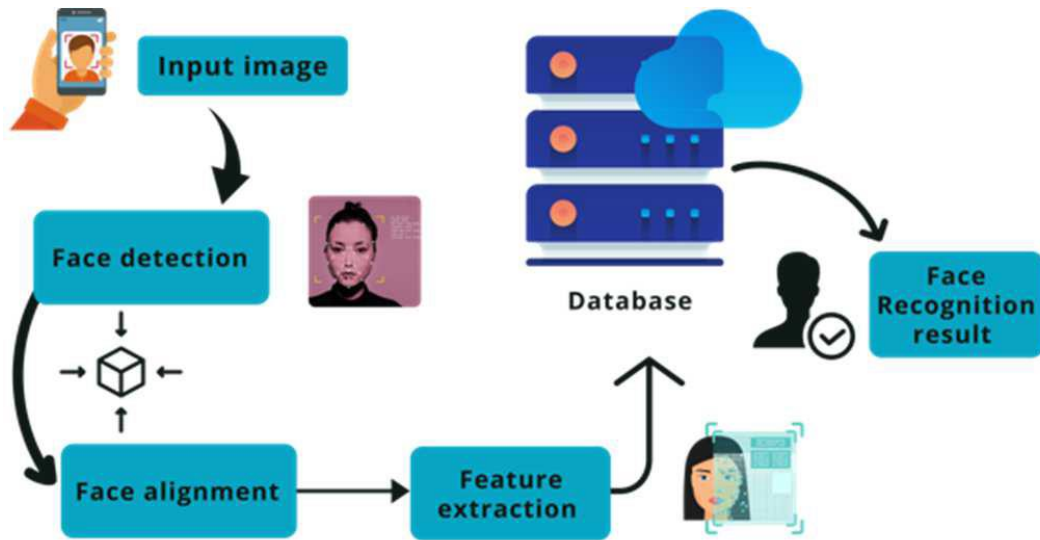 Input image
Face detection
Face alignment
Feature
extraction
Database
Face
Recognition
result